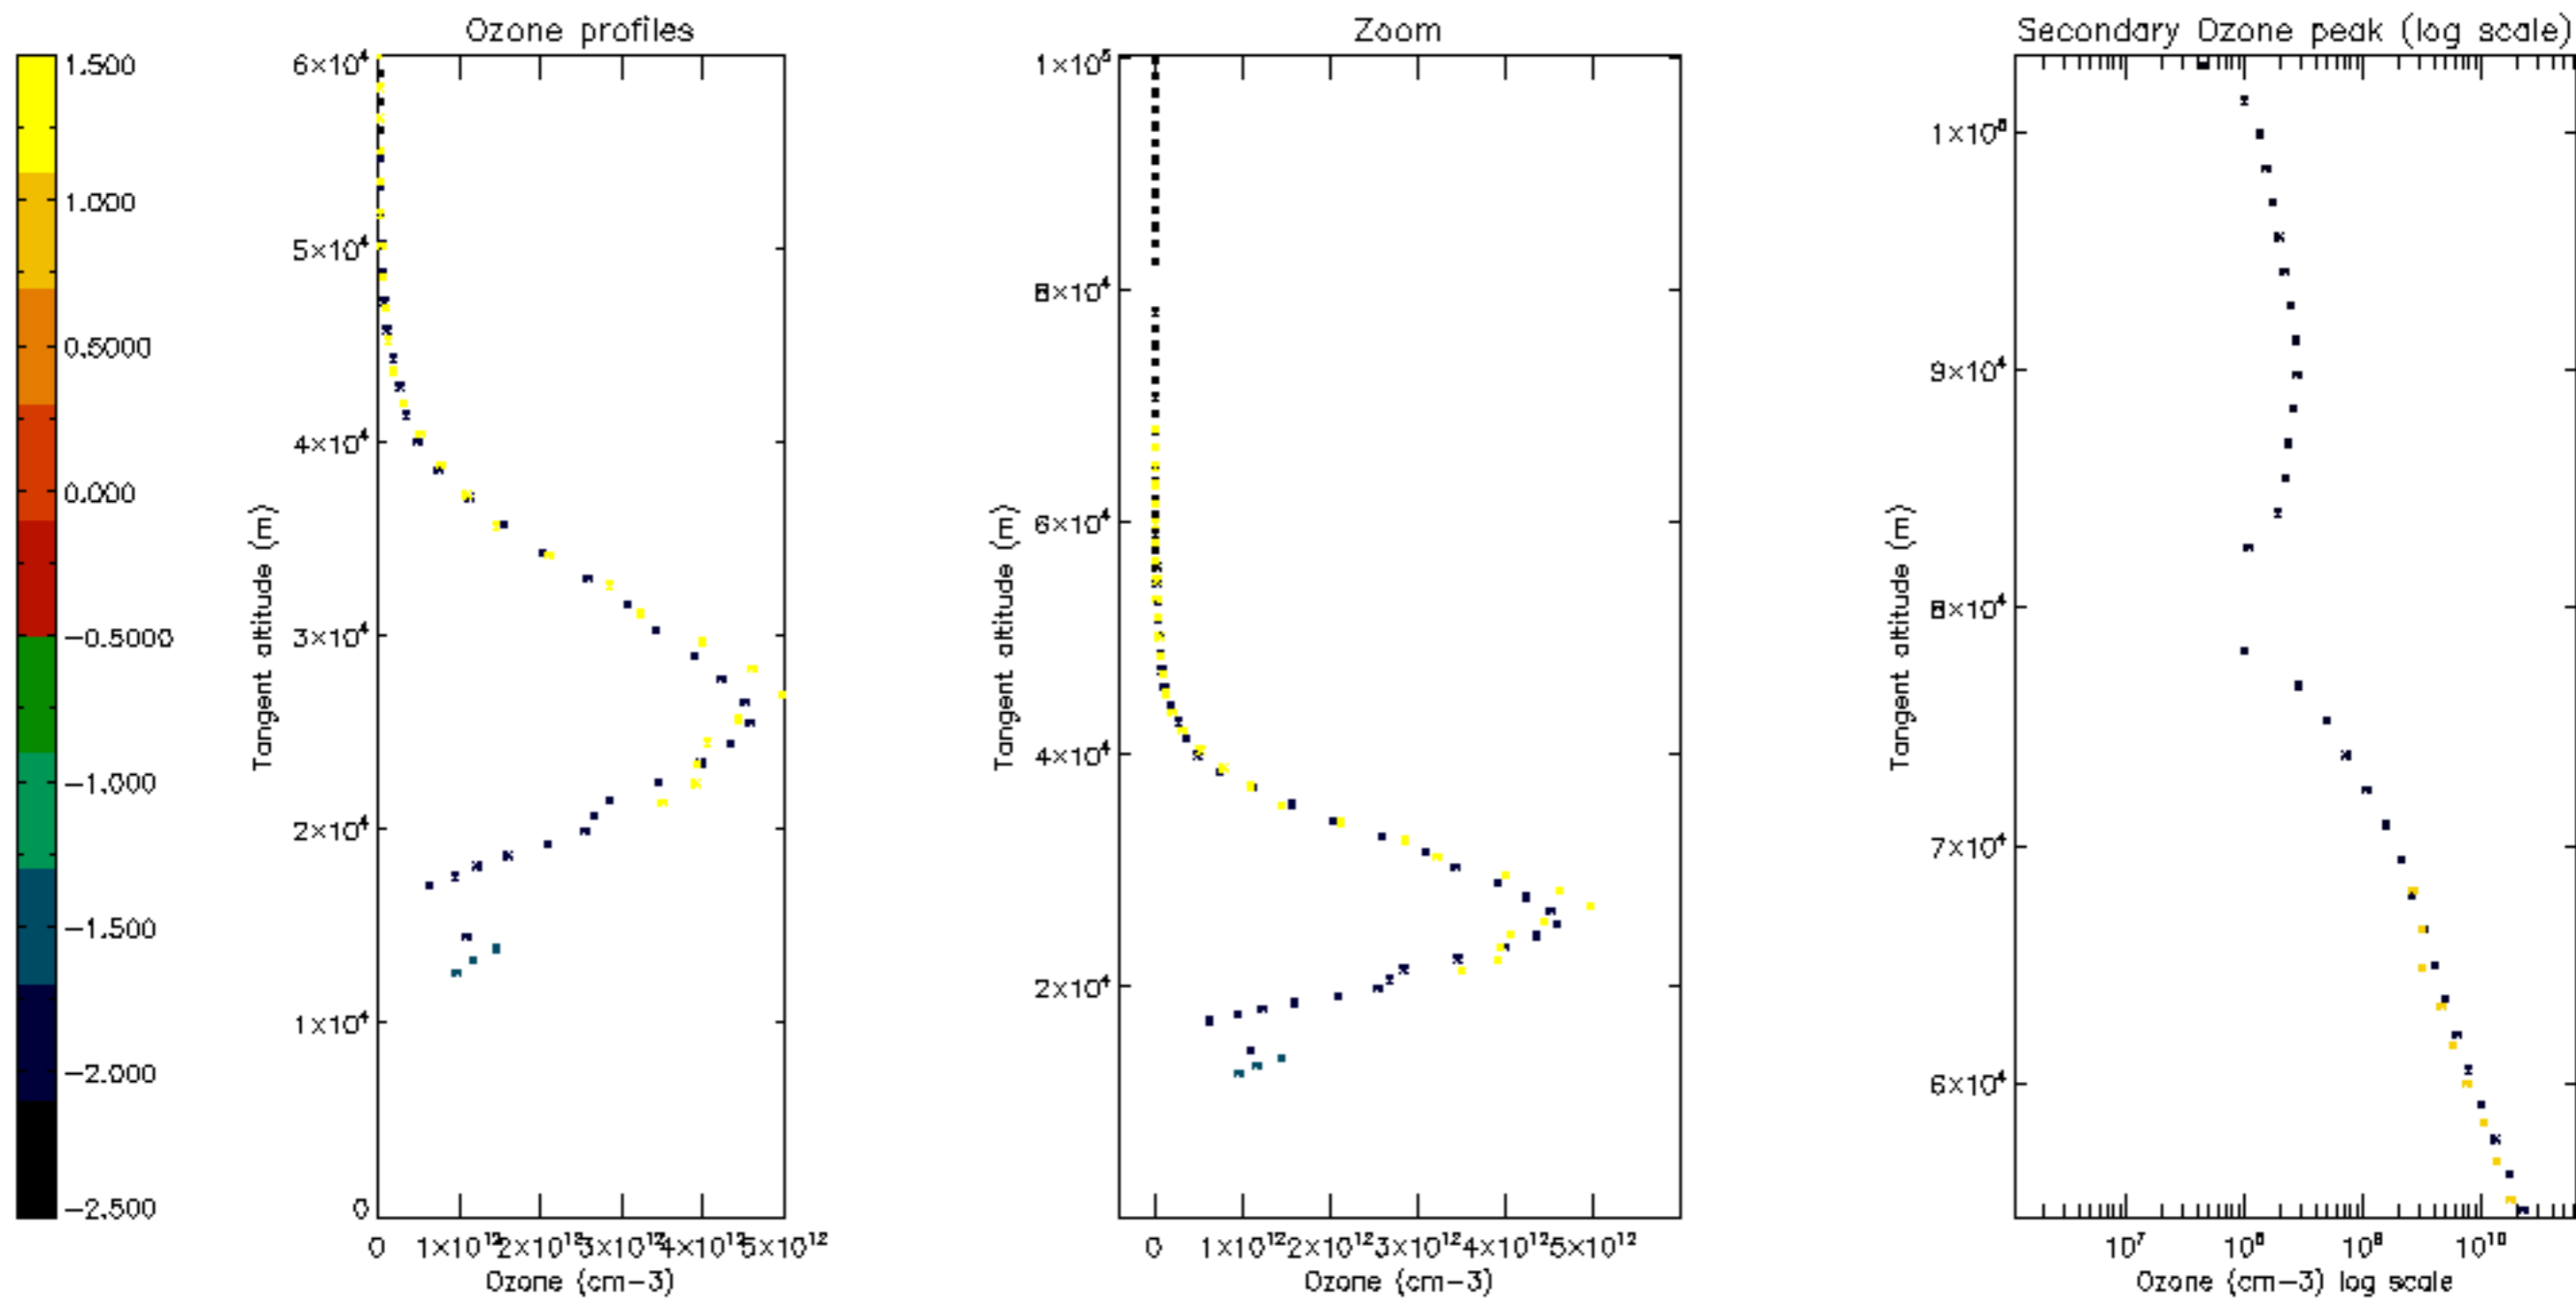 Ozone profiles
Zoom
Secondary Ozone peak (log scale)
1.500
1.000
0.5000
0.000
−0.5000
−1.000
−1.500
−2.000
−2.500
6×10⁴
5×10⁴
4×10⁴
3×10⁴
2×10⁴
1×10⁴
0
Tangent altitude (m)
0 1×10¹² 2×10¹² 3×10¹² 4×10¹² 5×10¹²
Ozone (cm−3)
1×10⁵
8×10⁴
6×10⁴
4×10⁴
2×10⁴
Tangent altitude (m)
0 1×10¹² 2×10¹² 3×10¹² 4×10¹² 5×10¹²
Ozone (cm−3)
9×10⁴
8×10⁴
7×10⁴
6×10⁴
Tangent altitude (m)
10⁷ 10⁸ 10⁹ 10¹⁰
Ozone (cm−3) log scale